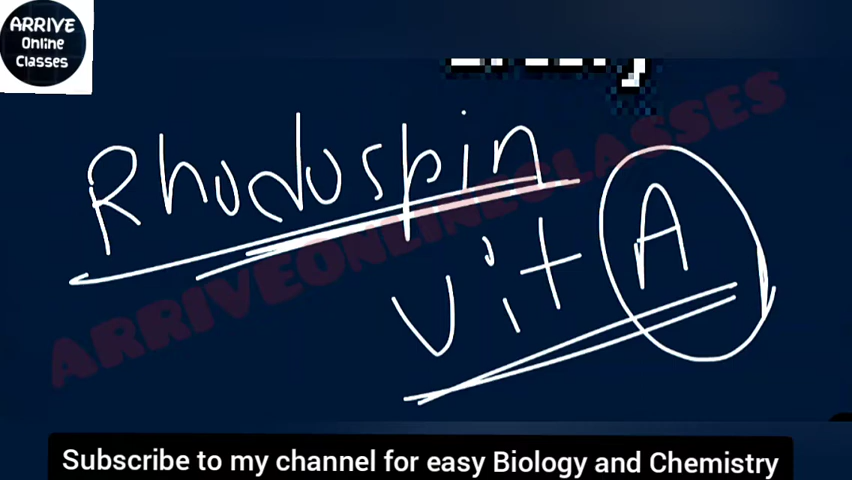 ARRIVE
Online
Classes
Rhoduspin
vit A
ARRIVEONLINECLASSES
Subscribe to my channel for easy Biology and Chemistry